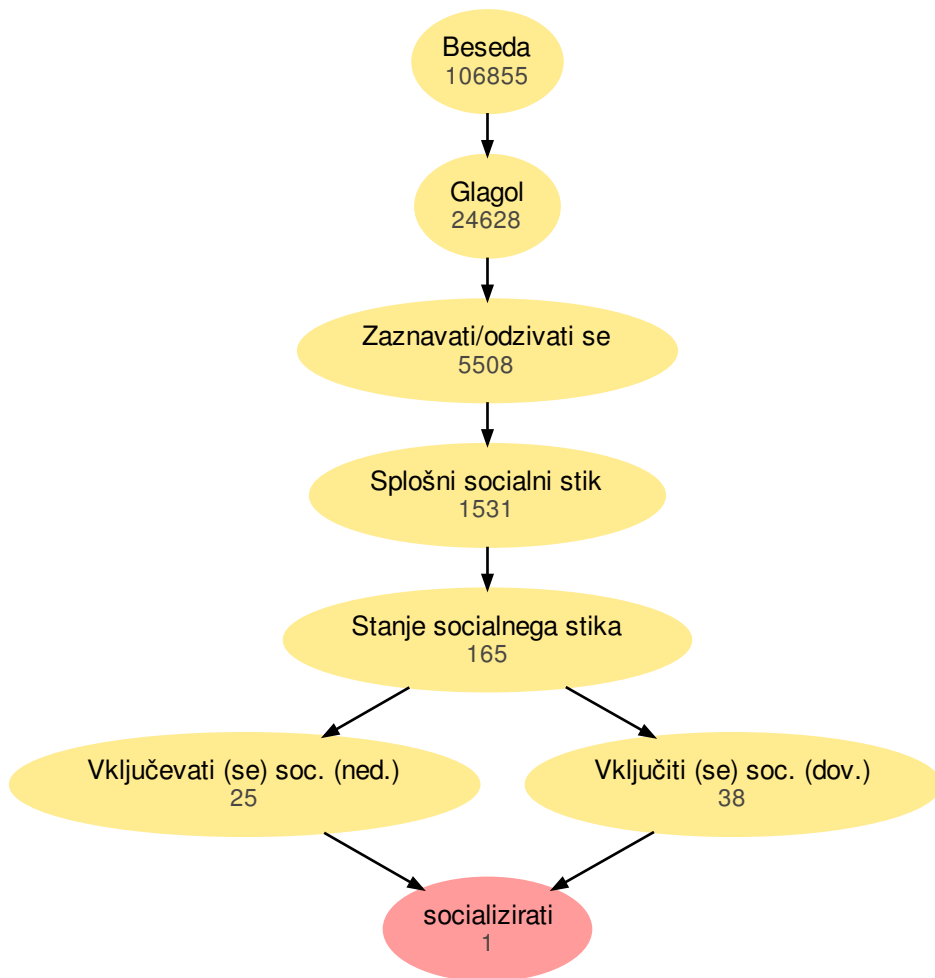 Beseda
106855
Glagol
24628
Zaznavati/odzivati se
5508
Splošni socialni stik
1531
Stanje socialnega stika
165
Vključevati (se) soc. (ned.)
25
Vključiti (se) soc. (dov.)
38
socializirati
1